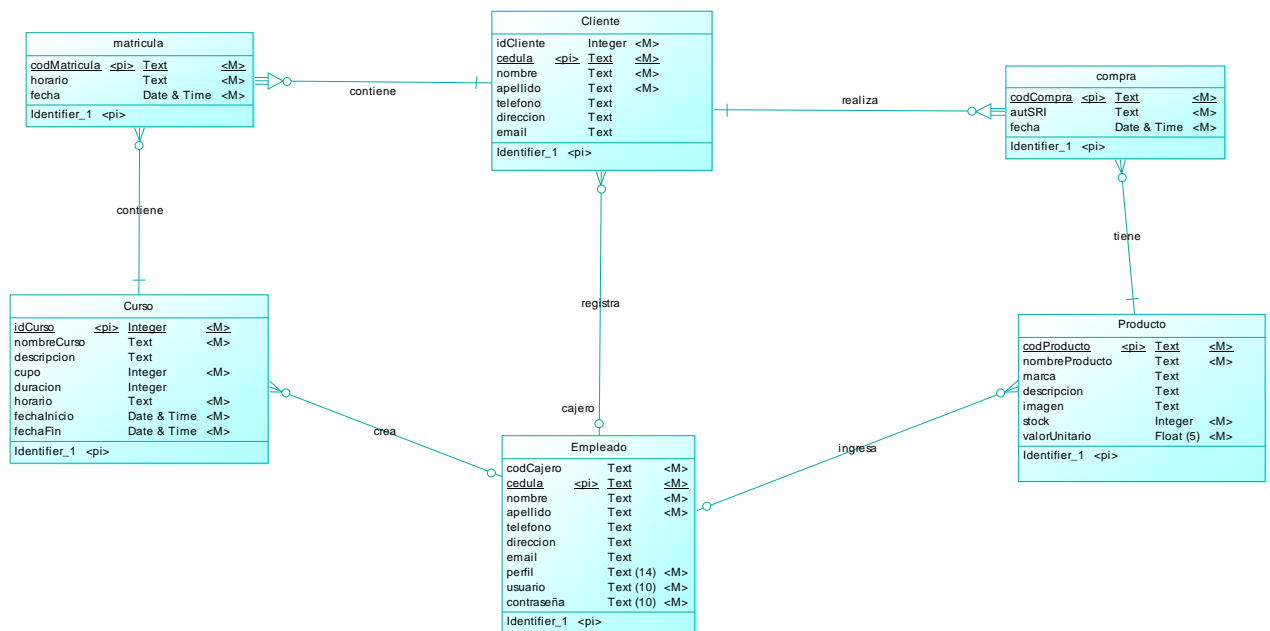 Cliente
idCliente Integer <M>
cedula <pi> Text <M>
nombre Text <M>
apellido Text <M>
telefono Text
direccion Text
email Text
Identifier_1 <pi>
matricula
codMatricula <pi> Text <M>
horario Text <M>
fecha Date & Time <M>
Identifier_1 <pi>
contiene
realiza
compra
codCompra <pi> Text <M>
autSRI Text <M>
fecha Date & Time <M>
Identifier_1 <pi>
contiene
registra
tiene
Curso
idCurso <pi> Integer <M>
nombreCurso Text <M>
descripcion Text
cupo Integer <M>
duracion Integer
horario Text <M>
fechaInicio Date & Time <M>
fechaFin Date & Time <M>
Identifier_1 <pi>
Producto
codProducto <pi> Text <M>
nombreProducto Text <M>
marca Text
descripcion Text
imagen Text
stock Integer <M>
valorUnitario Float (5) <M>
Identifier_1 <pi>
crea
cajero
ingresa
Empleado
codCajero Text <M>
cedula <pi> Text <M>
nombre Text <M>
apellido Text <M>
telefono Text
direccion Text
email Text
perfil Text (14) <M>
usuario Text (10) <M>
contraseña Text (10) <M>
Identifier_1 <pi>